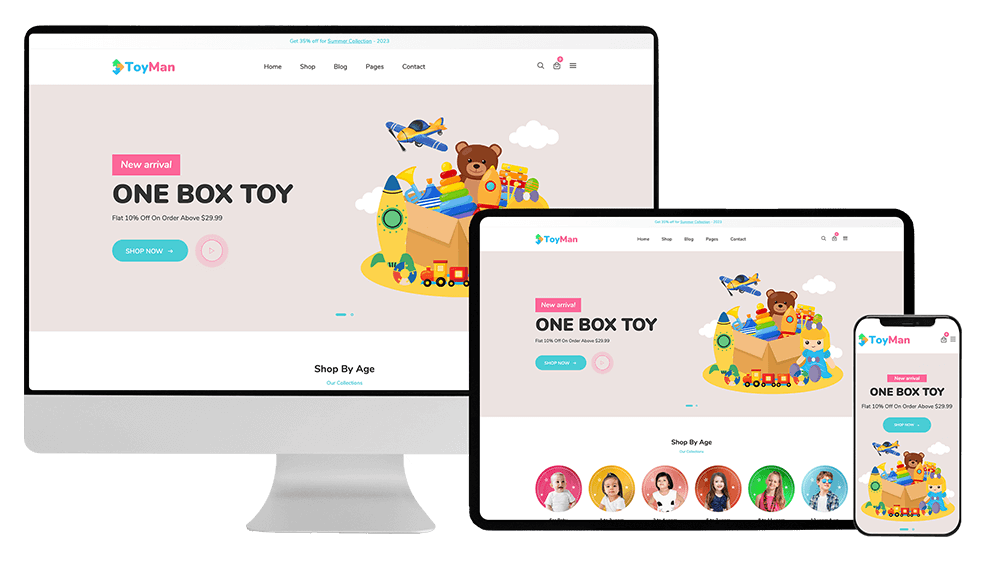 Get 35% off for Summer Collection - 2023
ToyMan
Home Shop Blog Pages Contact
0
New arrival
ONE BOX TOY
Flat 10% Off On Order Above $29.99
SHOP NOW
Shop By Age
Our Collections
Get 35% off for Summer Collection - 2023
ToyMan
Home Shop Blog Pages Contact
New arrival
ONE BOX TOY
Flat 10% Off On Order Above $29.99
SHOP NOW
Shop By Age
Our Collections
ToyMan
New arrival
ONE BOX TOY
Flat 10% Off On Order Above $29.99
SHOP NOW